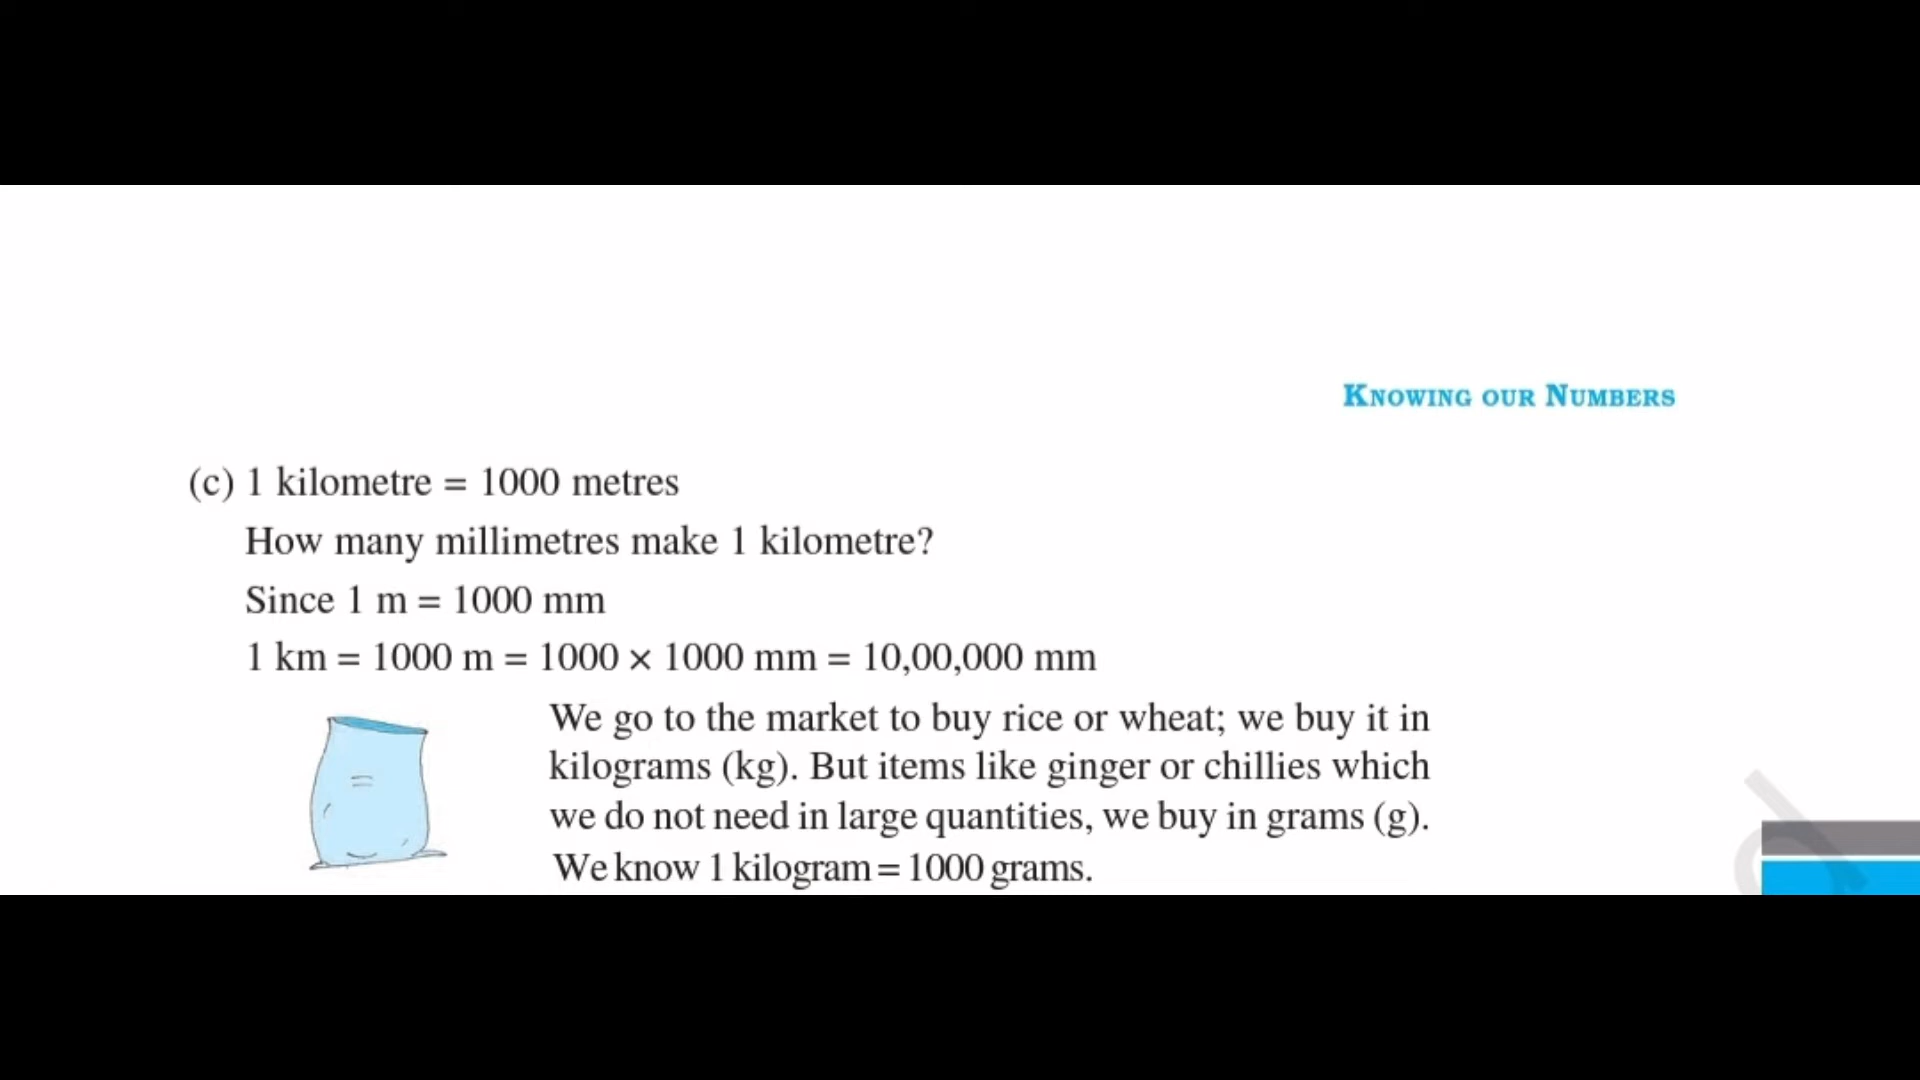 KNOWING OUR NUMBERS
(c) 1 kilometre = 1000 metres
How many millimetres make 1 kilometre?
Since 1 m = 1000 mm
1 km = 1000 m = 1000 × 1000 mm = 10,00,000 mm
We go to the market to buy rice or wheat; we buy it in
kilograms (kg). But items like ginger or chillies which
we do not need in large quantities, we buy in grams (g).
We know 1 kilogram = 1000 grams.